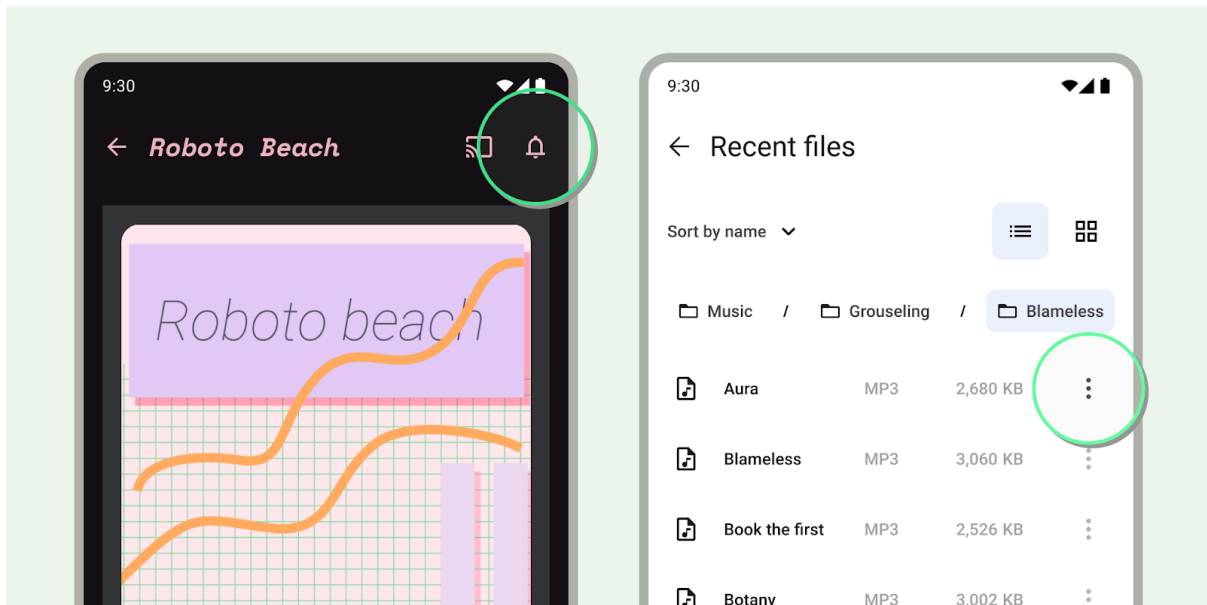 9:30
Roboto Beach
Roboto beach
9:30
Recent files
Sort by name
Music / Grouseling / Blameless
Aura MP3 2,680 KB
Blameless MP3 3,060 KB
Book the first MP3 2,526 KB
Botany MP3 3,002 KB